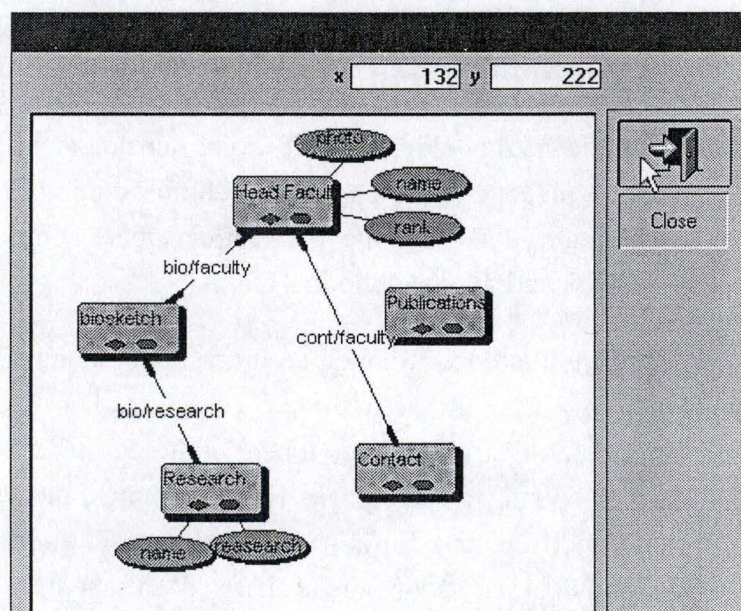 x 132 y 222
photo
Head Facult
name
rank
Close
bio/faculty
Publications
biosketch
cont/faculty
bio/research
Contact
Research
name
reasearch